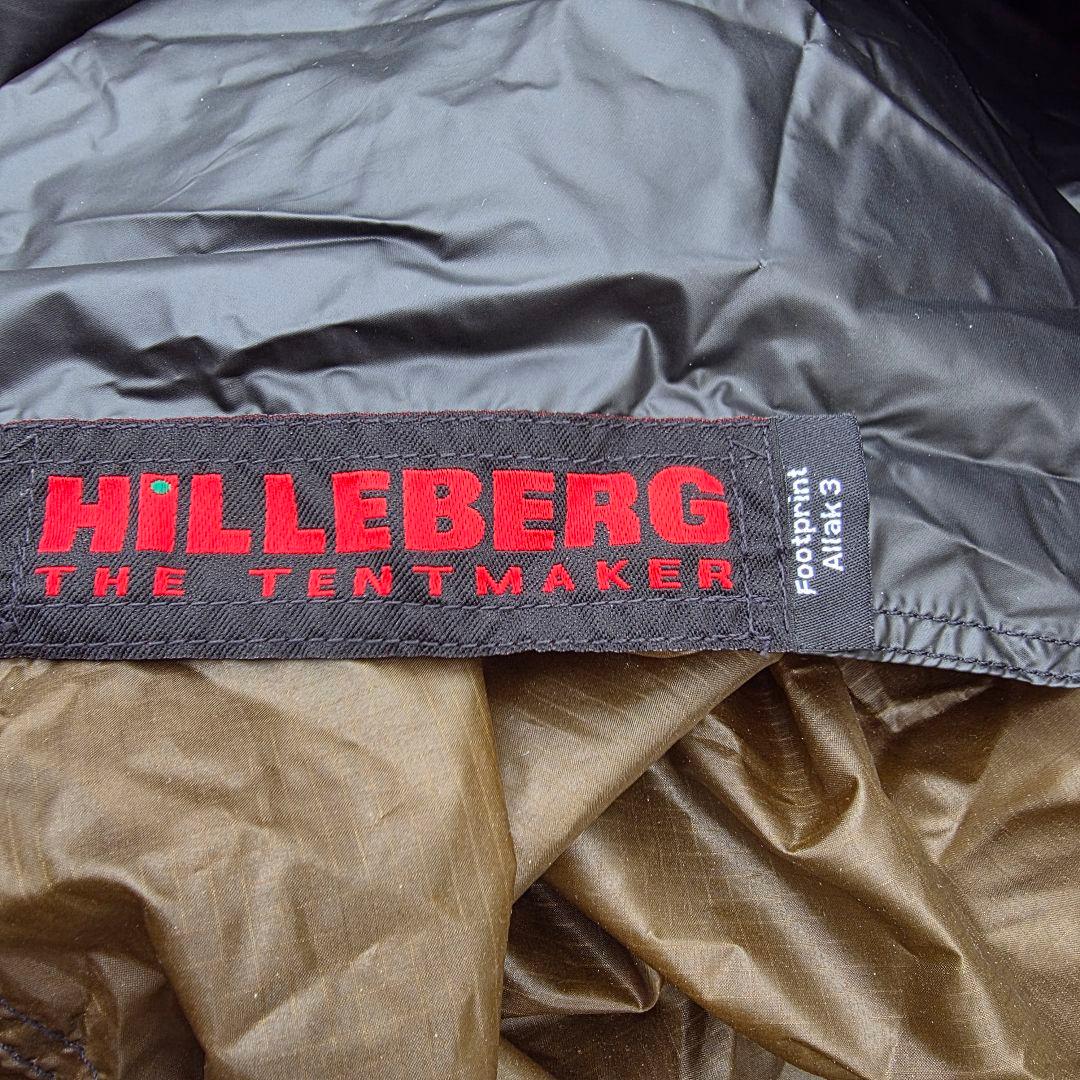 HiLLEBERG
THE TENTMAKER
Footprint
Allak 3